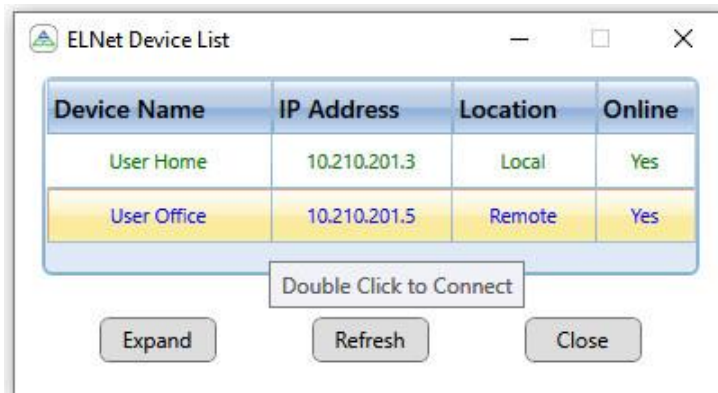 ELNet Device List
Device Name IP Address Location Online
User Home 10.210.201.3 Local Yes
User Office 10.210.201.5 Remote Yes
Double Click to Connect
Expand Refresh Close